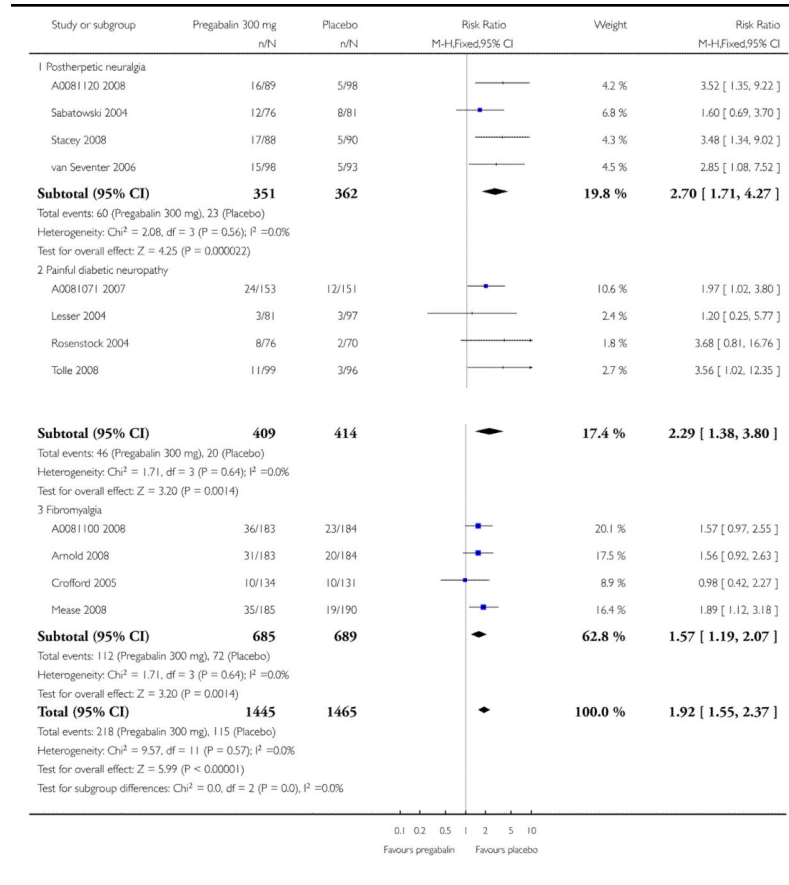 Study or subgroup Pregabalin 300 mg Placebo Risk Ratio Weight Risk Ratio
n/N n/N M-H,Fixed,95% CI M-H,Fixed,95% CI
1 Postherpetic neuralgia
A0081120 2008 16/89 5/98 4.2 % 3.52 [ 1.35, 9.22 ]
Sabatowski 2004 12/76 8/81 6.8 % 1.60 [ 0.69, 3.70 ]
Stacey 2008 17/88 5/90 4.3 % 3.48 [ 1.34, 9.02 ]
van Seventer 2006 15/98 5/93 4.5 % 2.85 [ 1.08, 7.52 ]
Subtotal (95% CI) 351 362 19.8 % 2.70 [ 1.71, 4.27 ]
Total events: 60 (Pregabalin 300 mg), 23 (Placebo)
Heterogeneity: Chi² = 2.08, df = 3 (P = 0.56); I² =0.0%
Test for overall effect: Z = 4.25 (P = 0.000022)
2 Painful diabetic neuropathy
A0081071 2007 24/153 12/151 10.6 % 1.97 [ 1.02, 3.80 ]
Lesser 2004 3/81 3/97 2.4 % 1.20 [ 0.25, 5.77 ]
Rosenstock 2004 8/76 2/70 1.8 % 3.68 [ 0.81, 16.76 ]
Tolle 2008 11/99 3/96 2.7 % 3.56 [ 1.02, 12.35 ]
Subtotal (95% CI) 409 414 17.4 % 2.29 [ 1.38, 3.80 ]
Total events: 46 (Pregabalin 300 mg), 20 (Placebo)
Heterogeneity: Chi² = 1.71, df = 3 (P = 0.64); I² =0.0%
Test for overall effect: Z = 3.20 (P = 0.0014)
3 Fibromyalgia
A0081100 2008 36/183 23/184 20.1 % 1.57 [ 0.97, 2.55 ]
Arnold 2008 31/183 20/184 17.5 % 1.56 [ 0.92, 2.63 ]
Crofford 2005 10/134 10/131 8.9 % 0.98 [ 0.42, 2.27 ]
Mease 2008 35/185 19/190 16.4 % 1.89 [ 1.12, 3.18 ]
Subtotal (95% CI) 685 689 62.8 % 1.57 [ 1.19, 2.07 ]
Total events: 112 (Pregabalin 300 mg), 72 (Placebo)
Heterogeneity: Chi² = 1.71, df = 3 (P = 0.64); I² =0.0%
Test for overall effect: Z = 3.20 (P = 0.0014)
Total (95% CI) 1445 1465 100.0 % 1.92 [ 1.55, 2.37 ]
Total events: 218 (Pregabalin 300 mg), 115 (Placebo)
Heterogeneity: Chi² = 9.57, df = 11 (P = 0.57); I² =0.0%
Test for overall effect: Z = 5.99 (P < 0.00001)
Test for subgroup differences: Chi² = 0.0, df = 2 (P = 0.0), I² =0.0%
0.1 0.2 0.5 1 2 5 10
Favours pregabalin Favours placebo